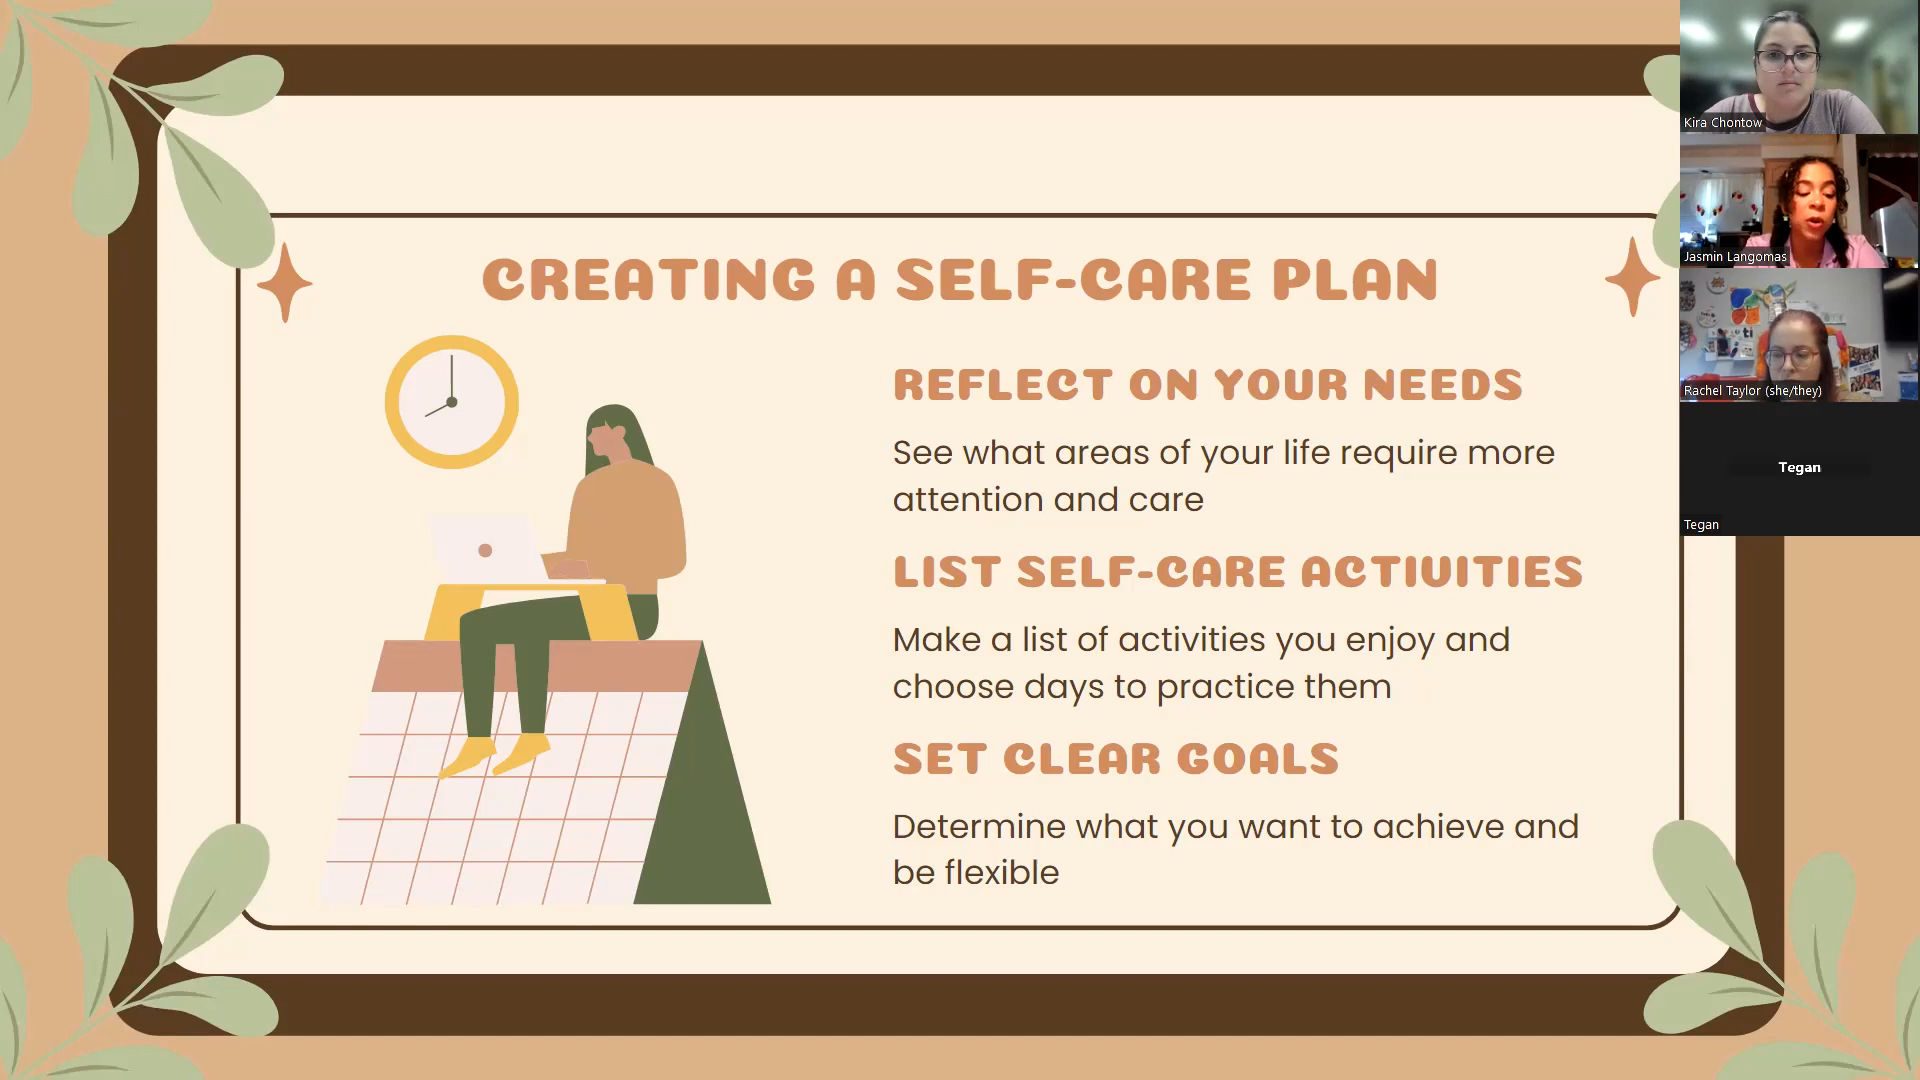 CREATING A SELF-CARE PLAN
REFLECT ON YOUR NEEDS
See what areas of your life require more
attention and care
LIST SELF-CARE ACTIVITIES
Make a list of activities you enjoy and
choose days to practice them
SET CLEAR GOALS
Determine what you want to achieve and
be flexible
Kira Chontow
Jasmin Langomas
Rachel Taylor (she/they)
Tegan
Tegan